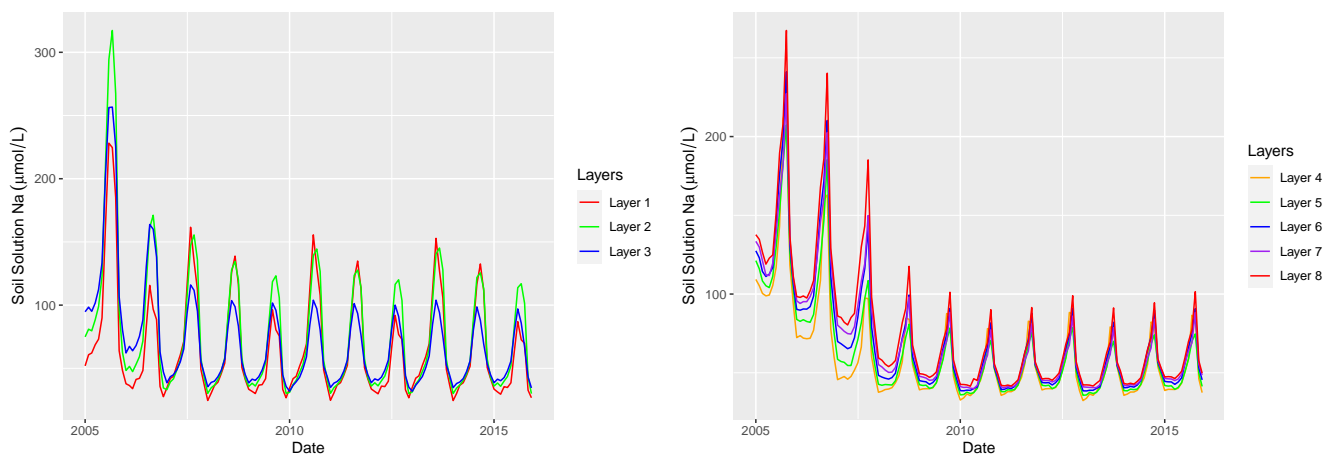 Soil Solution Na (μmol/L)
300
200
100
2005
2010
2015
Date
Layers
Layer 1
Layer 2
Layer 3
Soil Solution Na (μmol/L)
200
100
2005
2010
2015
Date
Layers
Layer 4
Layer 5
Layer 6
Layer 7
Layer 8